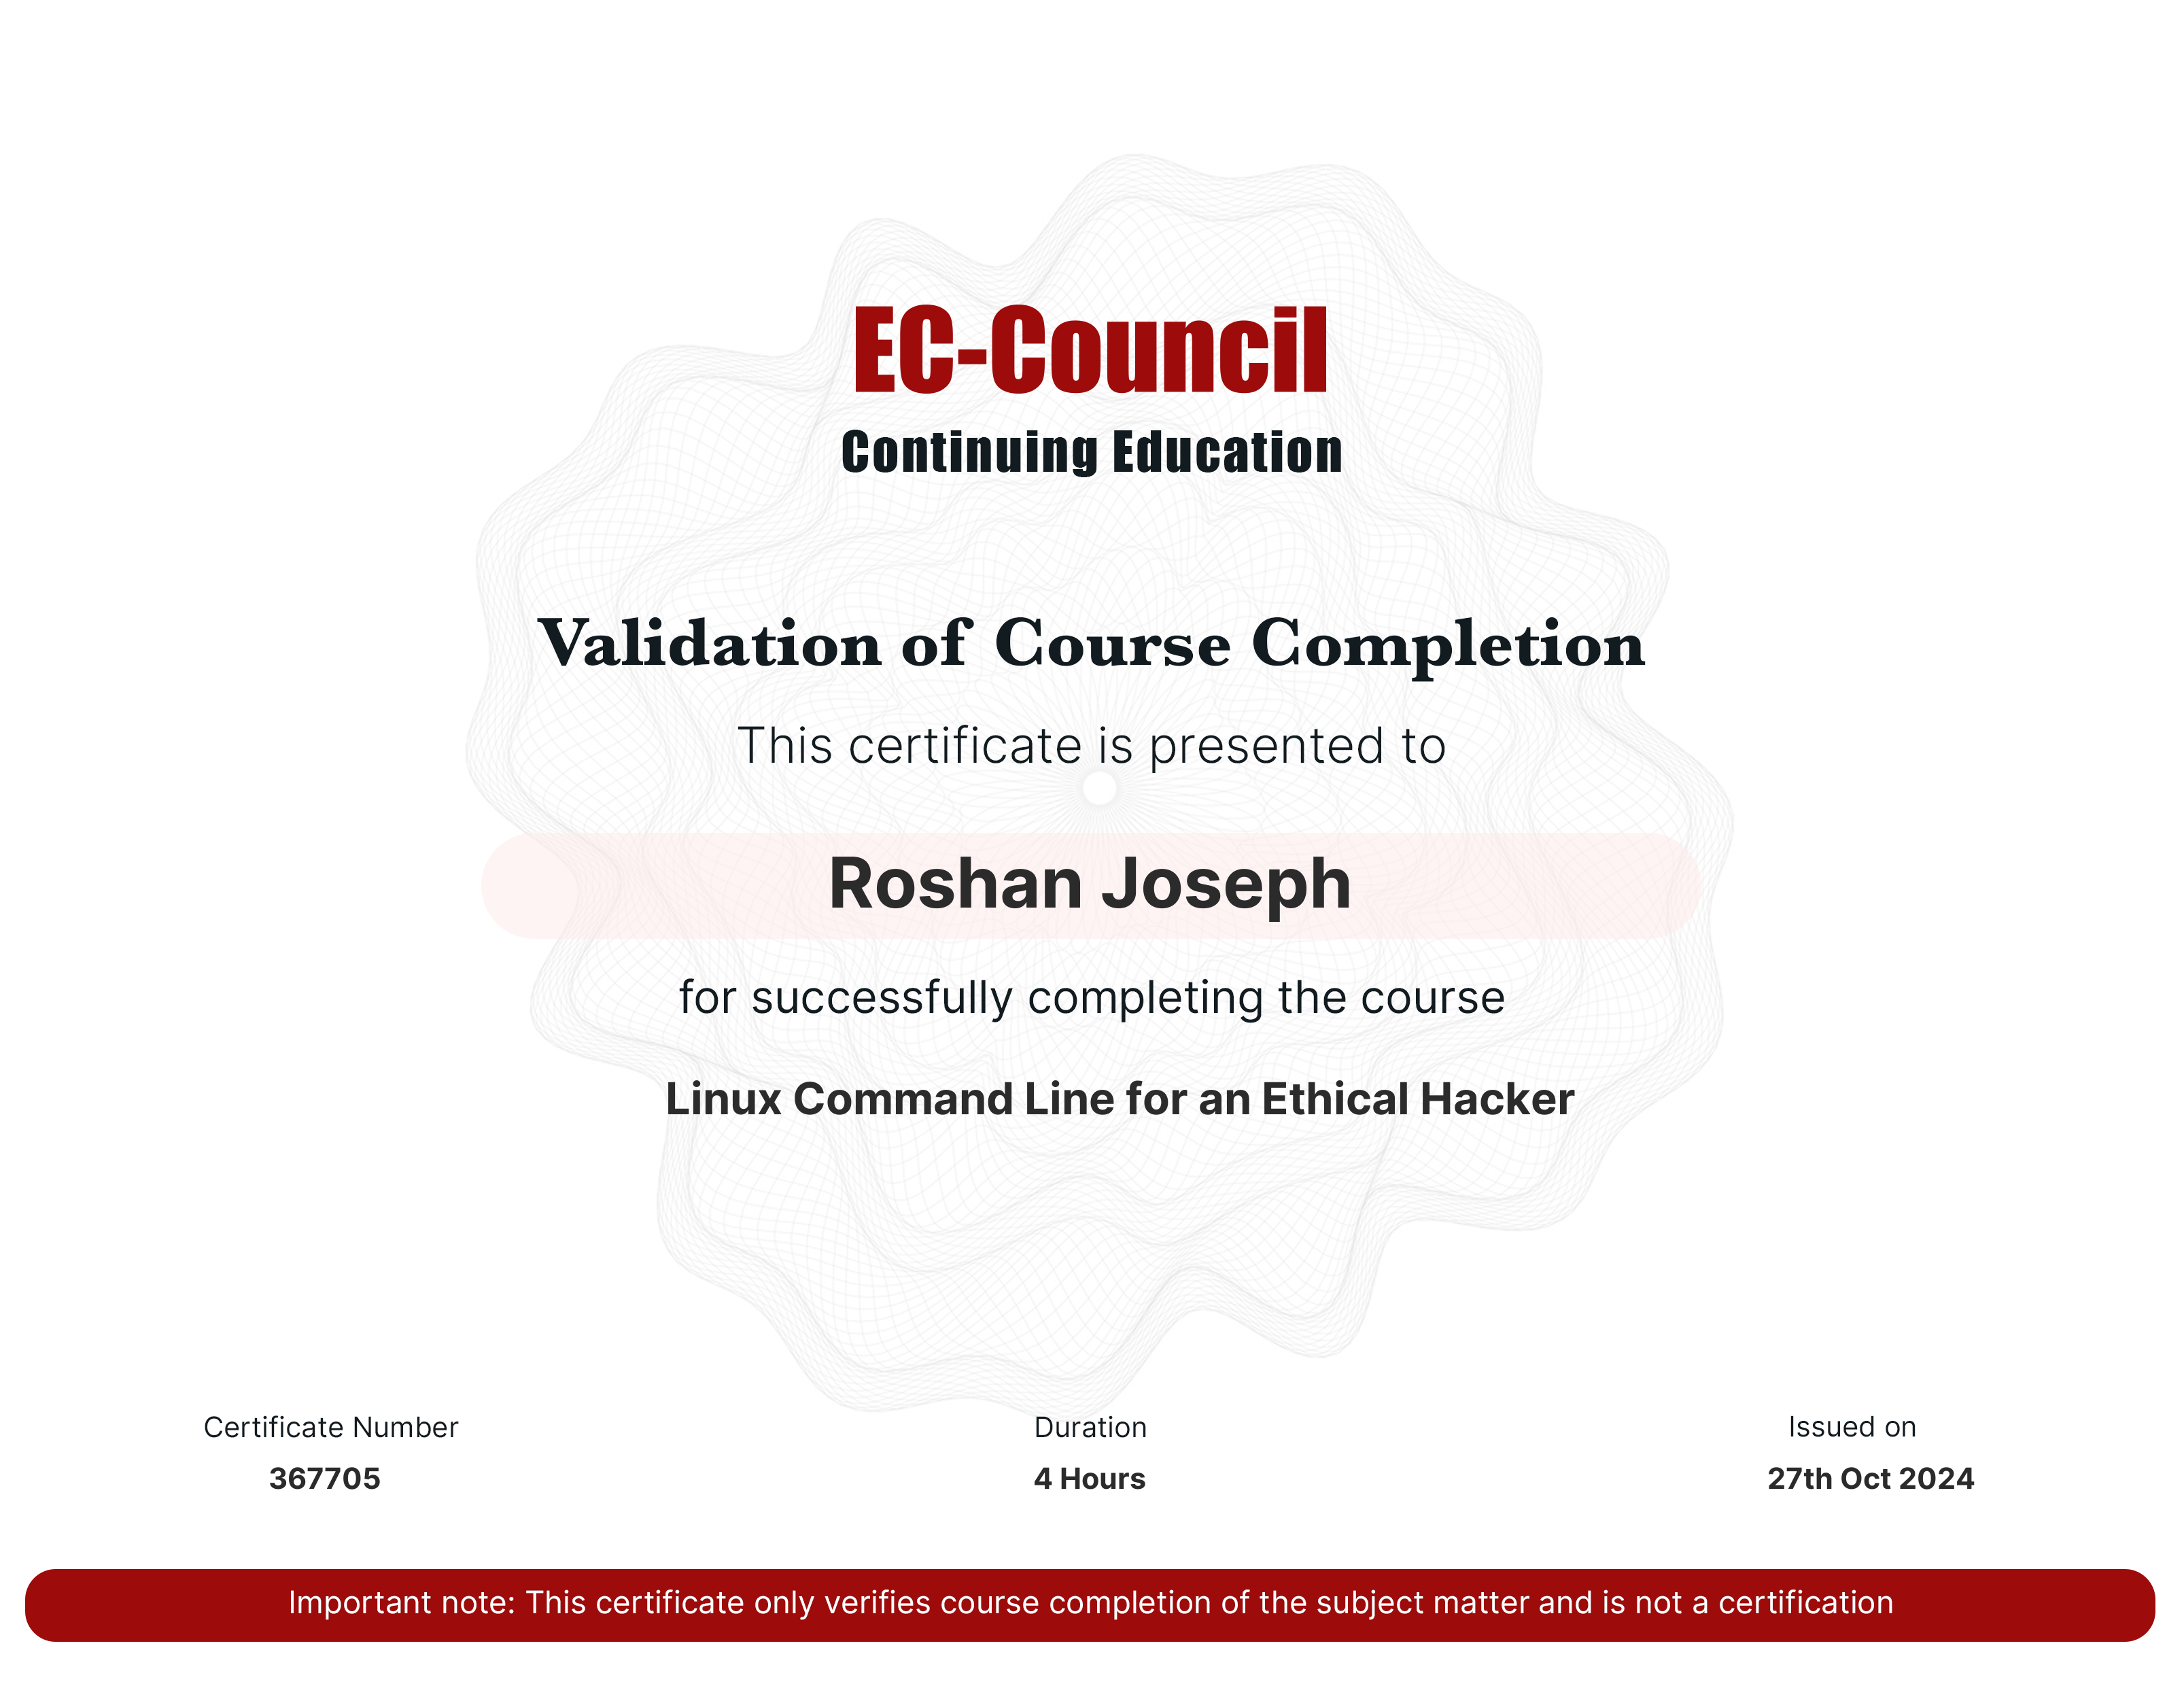 EC-Council
Continuing Education
Validation of Course Completion
This certificate is presented to
Roshan Joseph
for successfully completing the course
Linux Command Line for an Ethical Hacker
Certificate Number
367705
Duration
4 Hours
Issued on
27th Oct 2024
Important note: This certificate only verifies course completion of the subject matter and is not a certification